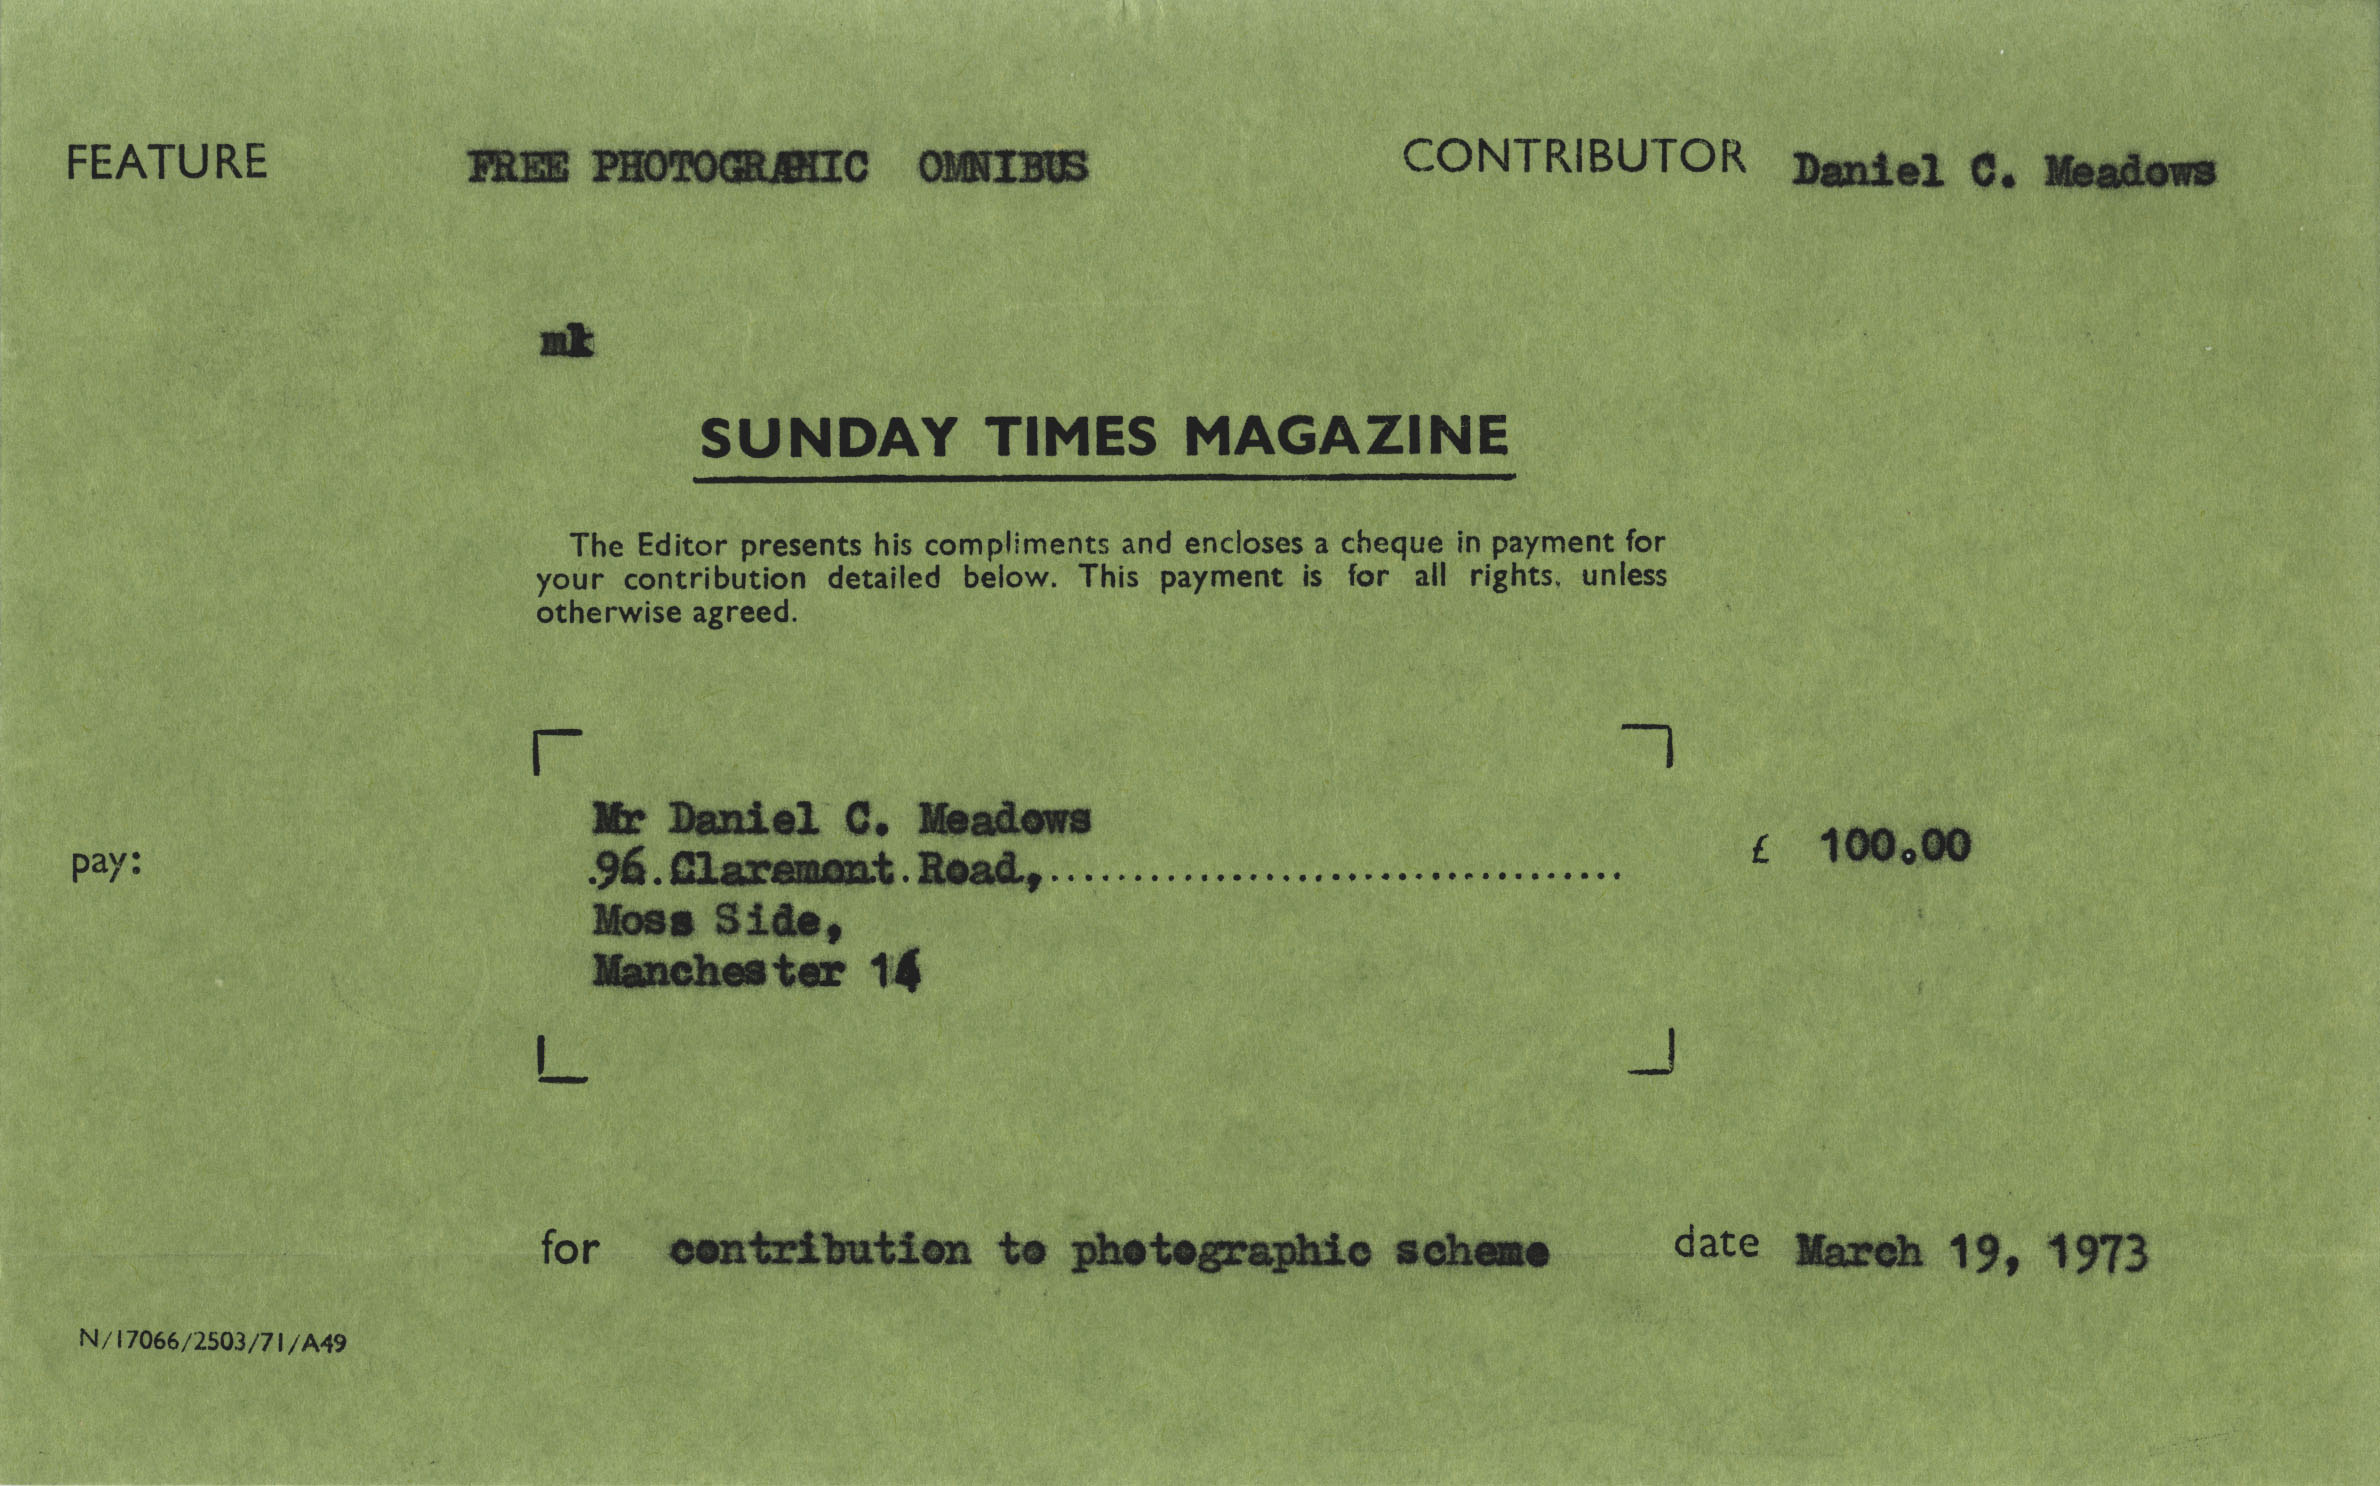 FEATURE FREE PHOTOGRAPHIC OMNIBUS CONTRIBUTOR Daniel C. Meadows
mk
SUNDAY TIMES MAGAZINE
The Editor presents his compliments and encloses a cheque in payment for
your contribution detailed below. This payment is for all rights, unless
otherwise agreed.
Mr Daniel C. Meadows
pay: 96 Claremont Road, £ 100.00
Moss Side,
Manchester 14
for contribution to photographic scheme date March 19, 1973
N/17066/2503/71/A49